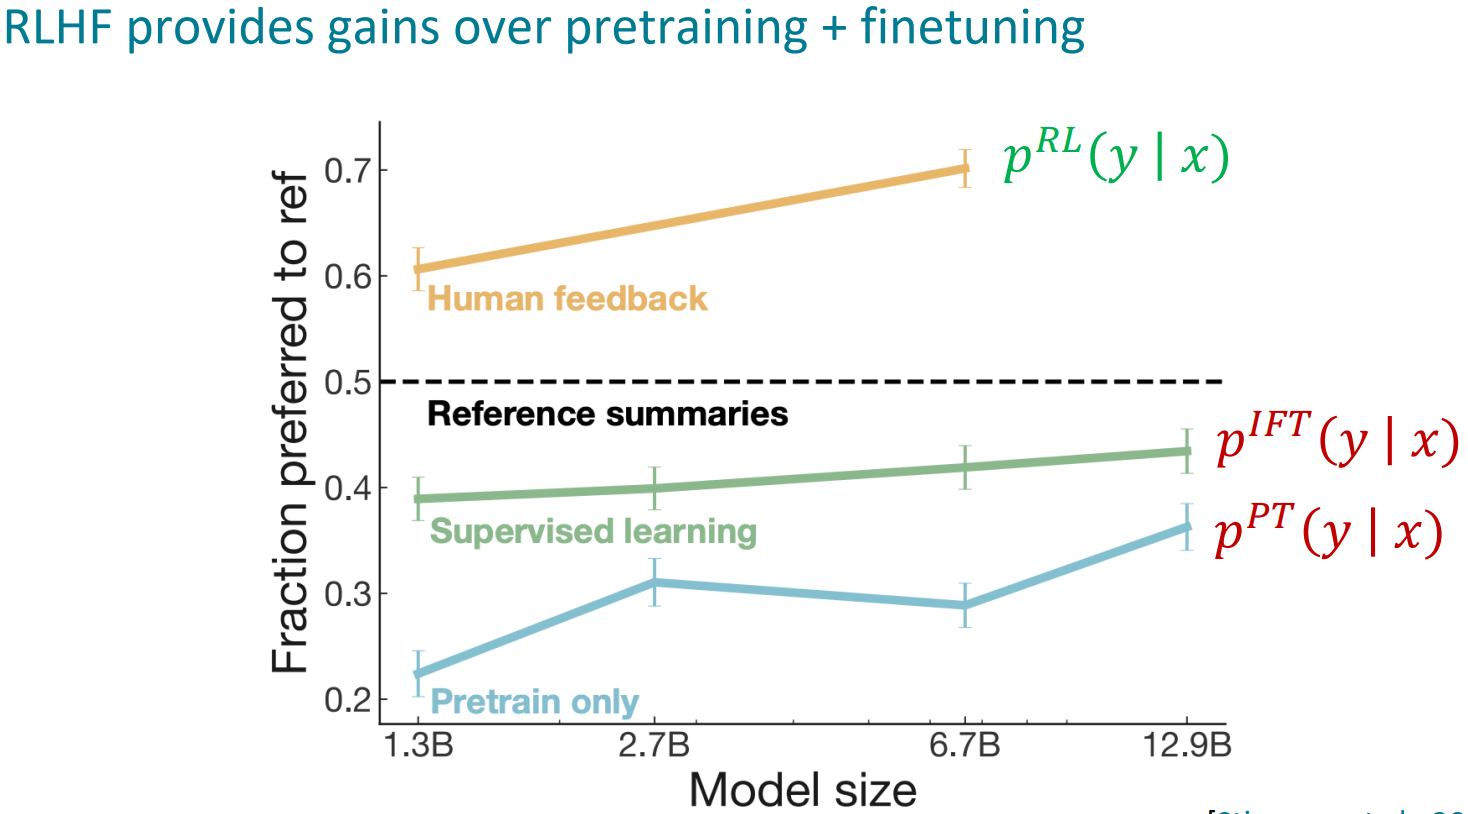 RLHF provides gains over pretraining + finetuning
Fraction preferred to ref
0.7
0.6
0.5
0.4
0.3
0.2
p^{RL}(y | x)
Human feedback
Reference summaries
p^{IFT}(y | x)
Supervised learning
p^{PT}(y | x)
Pretrain only
1.3B 2.7B 6.7B 12.9B
Model size